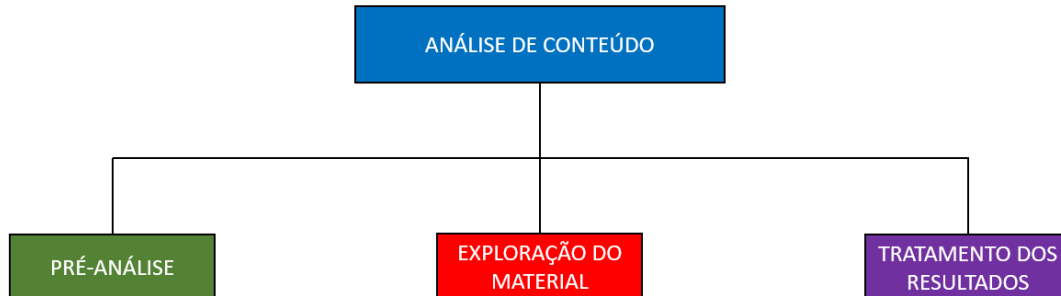 ANÁLISE DE CONTEÚDO
PRÉ-ANÁLISE
EXPLORAÇÃO DO
MATERIAL
TRATAMENTO DOS
RESULTADOS